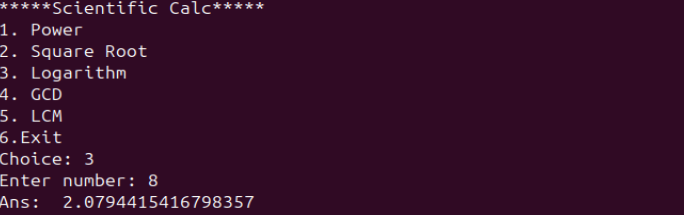 *****Scientific Calc*****
1. Power
2. Square Root
3. Logarithm
4. GCD
5. LCM
6.Exit
Choice: 3
Enter number: 8
Ans:  2.0794415416798357